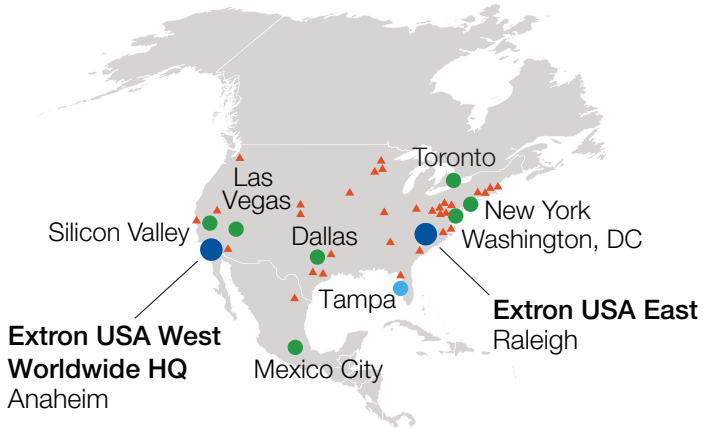 Toronto
Las
Vegas
New York
Silicon Valley
Dallas
Washington, DC
Tampa
Extron USA East
Raleigh
Extron USA West
Worldwide HQ
Anaheim
Mexico City